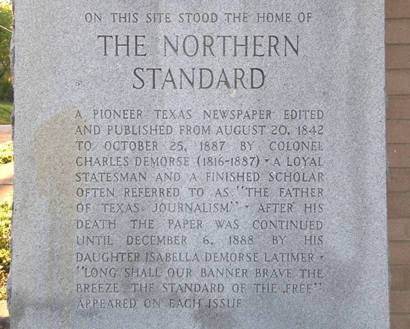 ON THIS SITE STOOD THE HOME OF
THE NORTHERN
STANDARD
A PIONEER TEXAS NEWSPAPER EDITED
AND PUBLISHED FROM AUGUST 20, 1842
TO OCTOBER 25, 1887 BY COLONEL
CHARLES DEMORSE (1816-1887) • A LOYAL
STATESMAN AND A FINISHED SCHOLAR
OFTEN REFERRED TO AS "THE FATHER
OF TEXAS JOURNALISM" • AFTER HIS
DEATH THE PAPER WAS CONTINUED
UNTIL DECEMBER 6, 1888 BY HIS
DAUGHTER ISABELLA DEMORSE LATIMER •
"LONG SHALL OUR BANNER BRAVE THE
BREEZE THE STANDARD OF THE FREE"
APPEARED ON EACH ISSUE